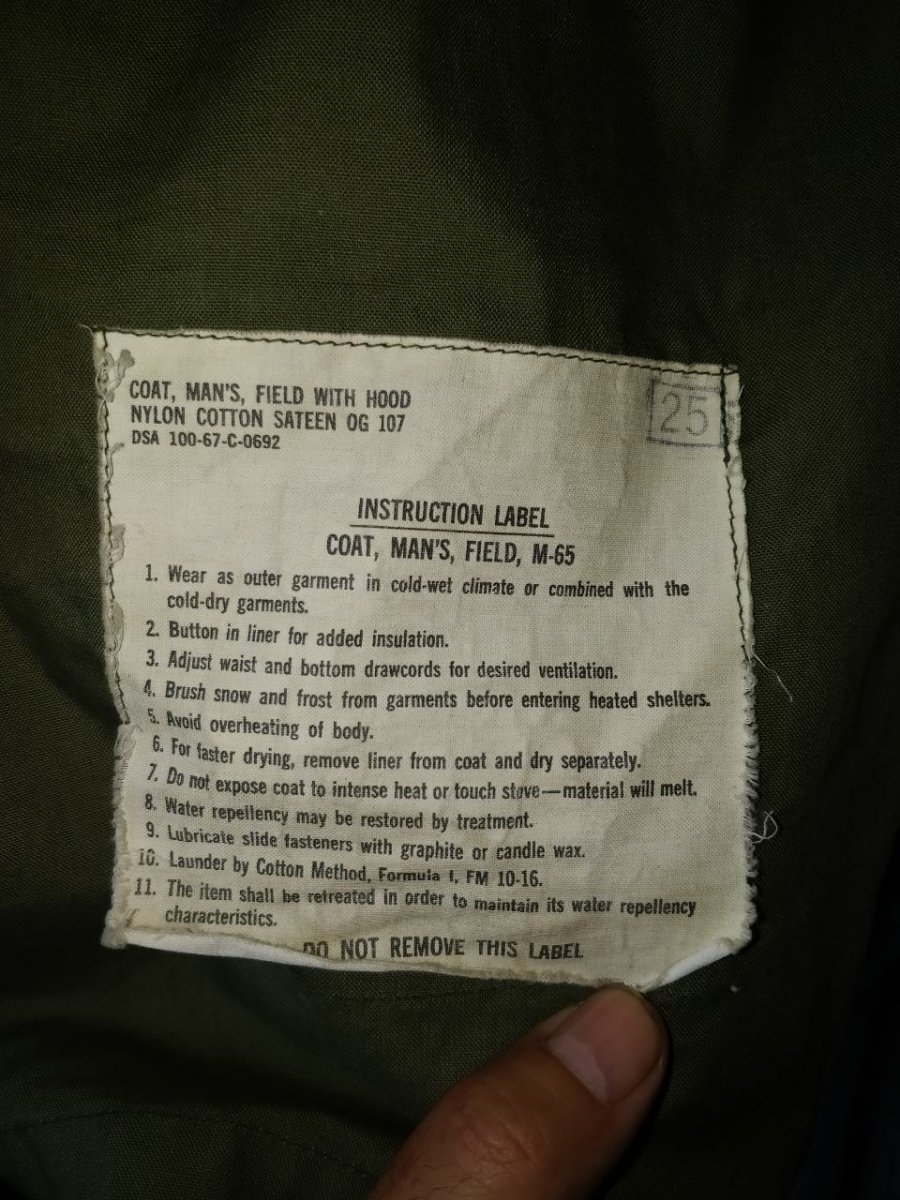 COAT, MAN'S, FIELD WITH HOOD
NYLON COTTON SATEEN OG 107
DSA 100-67-C-0692
25
INSTRUCTION LABEL
COAT, MAN'S, FIELD, M-65
1. Wear as outer garment in cold-wet climate or combined with the
cold-dry garments.
2. Button in liner for added insulation.
3. Adjust waist and bottom drawcords for desired ventilation.
4. Brush snow and frost from garments before entering heated shelters.
5. Avoid overheating of body.
6. For faster drying, remove liner from coat and dry separately.
7. Do not expose coat to intense heat or touch stove—material will melt.
8. Water repellency may be restored by treatment.
9. Lubricate slide fasteners with graphite or candle wax.
10. Launder by Cotton Method, Formula I, FM 10-16.
11. The item shall be retreated in order to maintain its water repellency
characteristics.
DO NOT REMOVE THIS LABEL